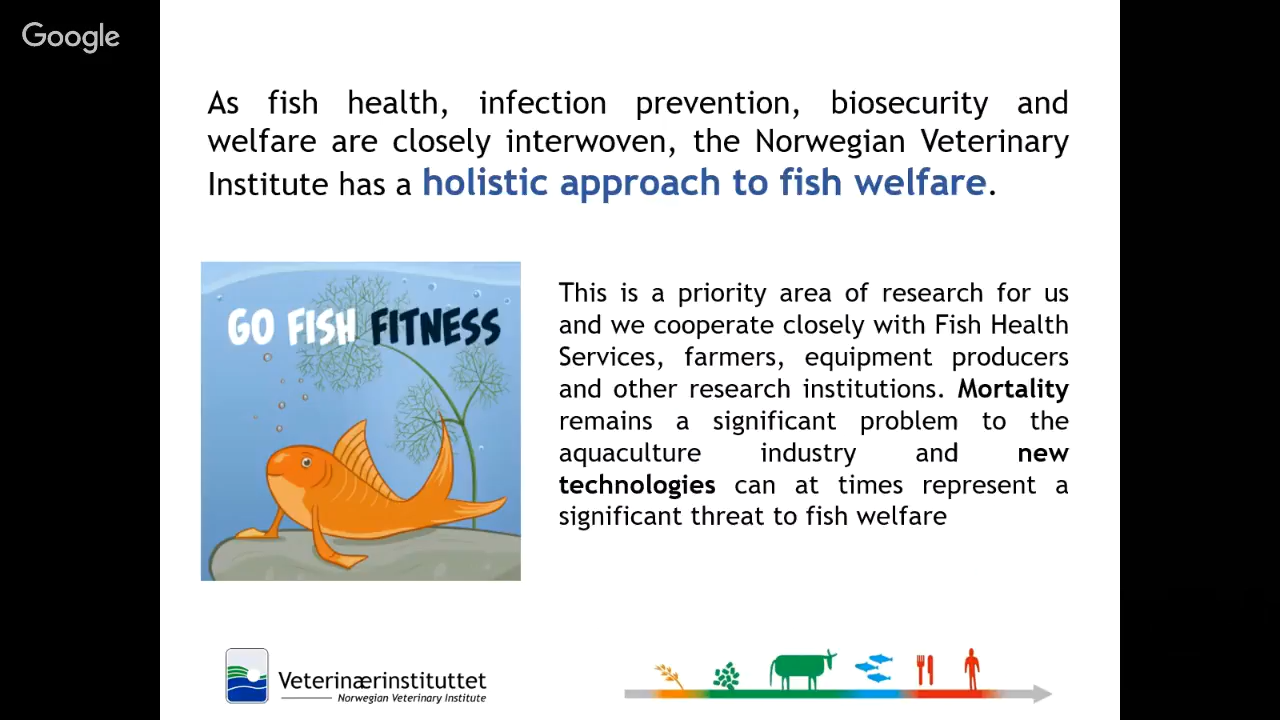 Google
As fish health, infection prevention, biosecurity and
welfare are closely interwoven, the Norwegian Veterinary
Institute has a holistic approach to fish welfare.
GO FISH FITNESS
This is a priority area of research for us
and we cooperate closely with Fish Health
Services, farmers, equipment producers
and other research institutions. Mortality
remains a significant problem to the
aquaculture industry and new
technologies can at times represent a
significant threat to fish welfare
Veterinærinstituttet
Norwegian Veterinary Institute